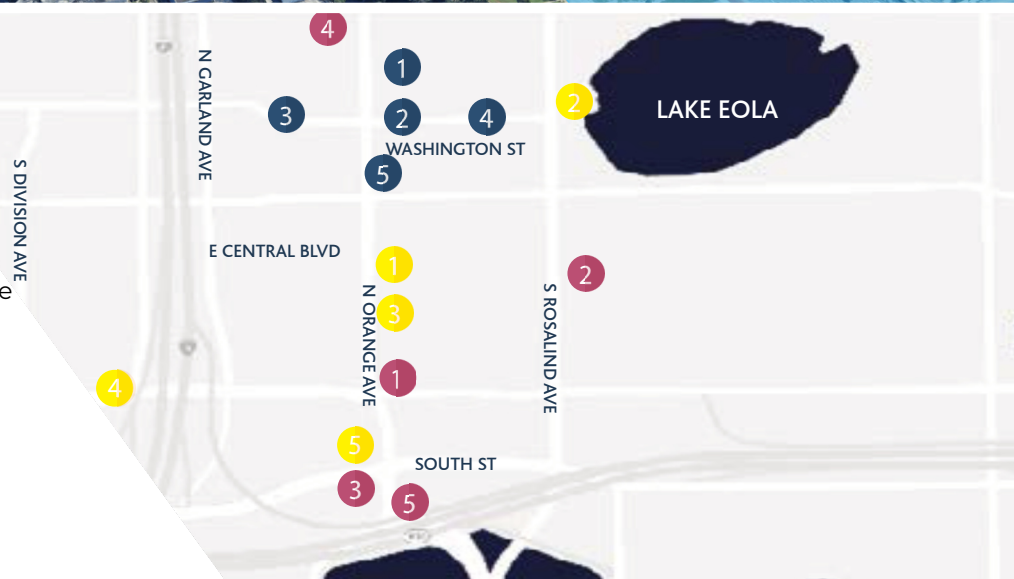 4
N GARLAND AVE
1
2
3
2
4
LAKE EOLA
WASHINGTON ST
5
S DIVISION AVE
E CENTRAL BLVD
1
2
e
N ORANGE AVE
3
S ROSALIND AVE
1
4
5
SOUTH ST
3
5